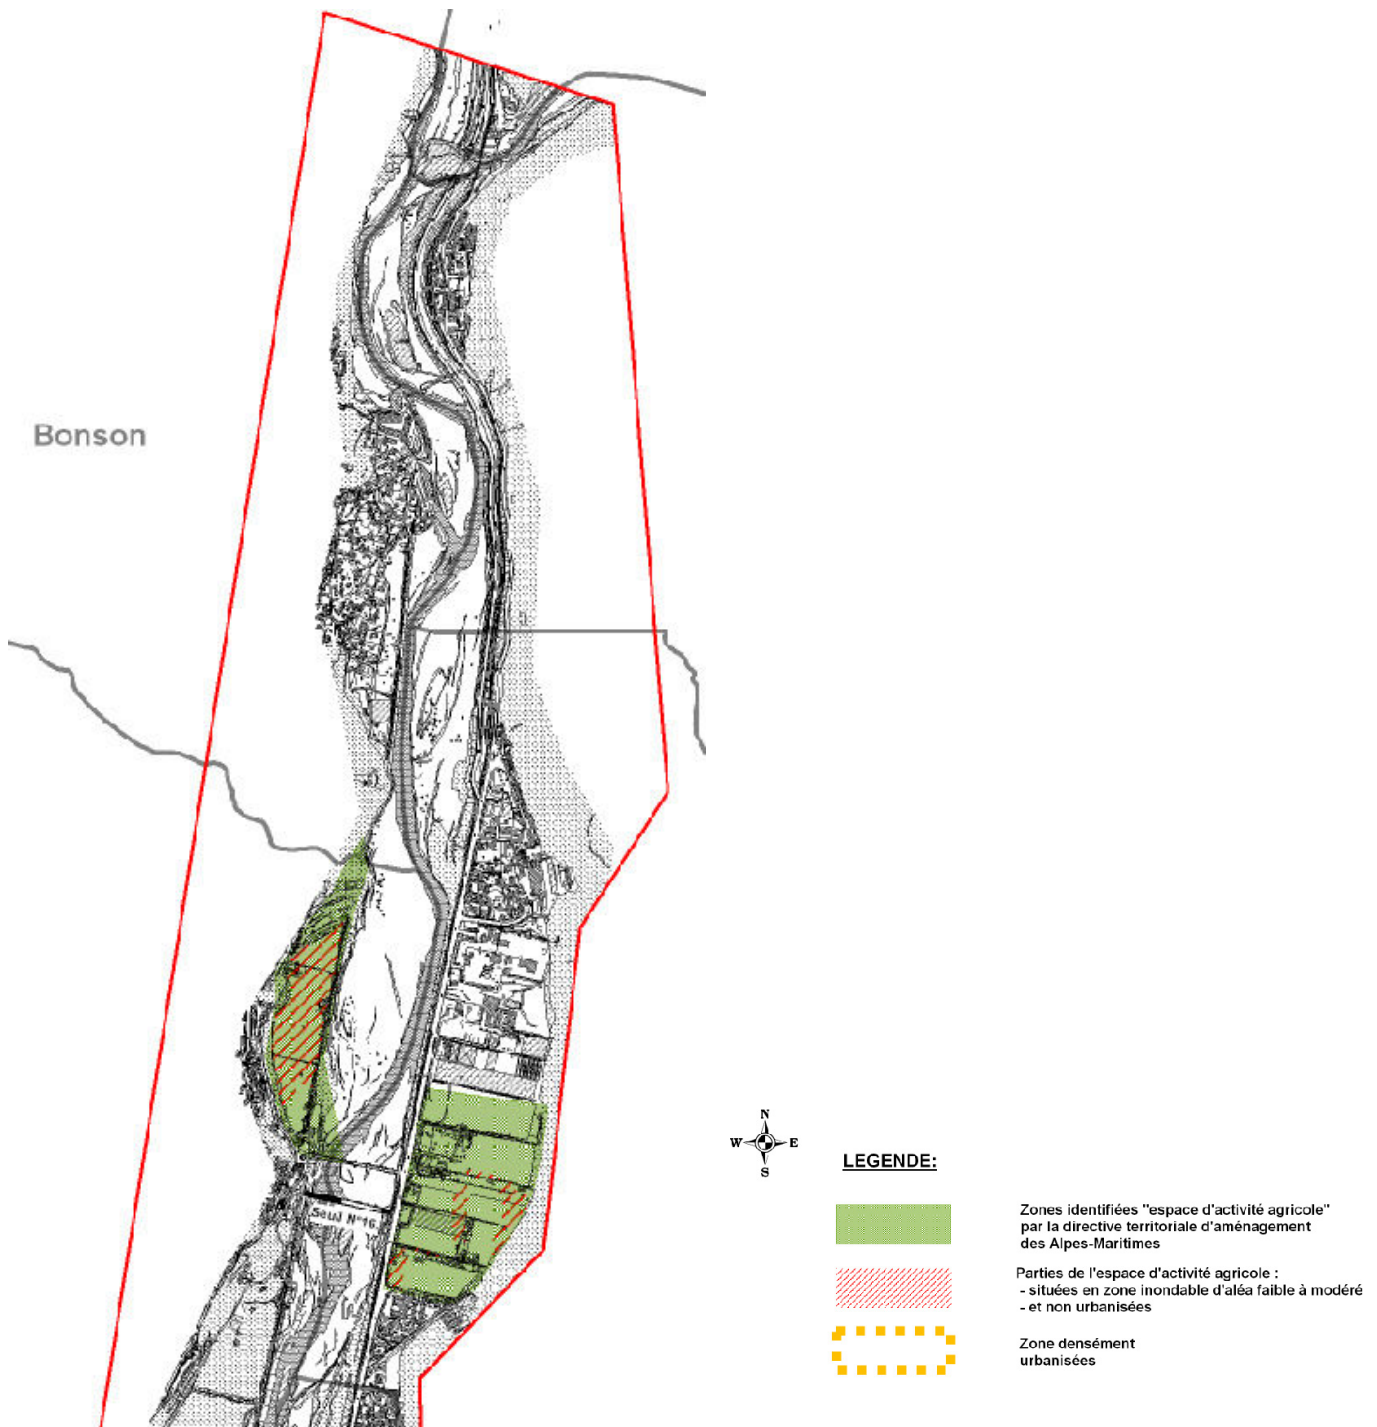 Bonson
Seuil N°16
N
W E
S
LEGENDE:
Zones identifiées "espace d'activité agricole"
par la directive territoriale d'aménagement
des Alpes-Maritimes
Parties de l'espace d'activité agricole :
- situées en zone inondable d'aléa faible à modéré
- et non urbanisées
Zone densément
urbanisées